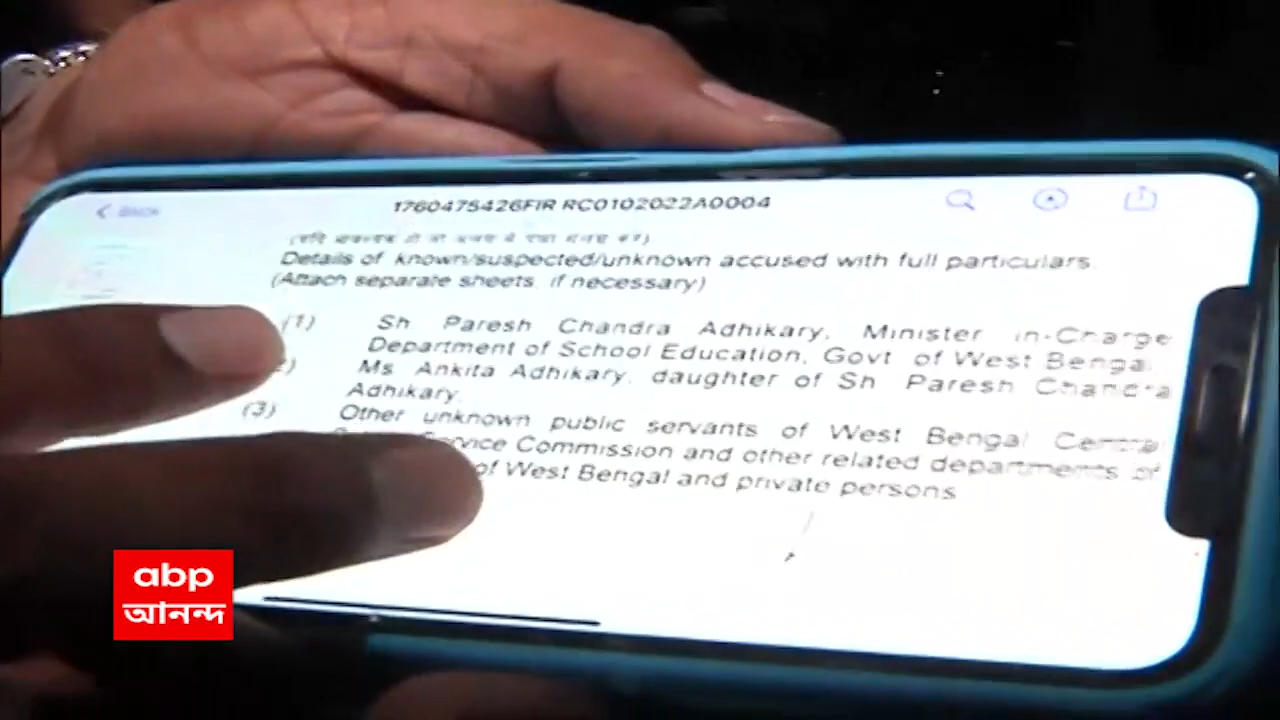 Back
1760475426FIR RC0102022A0004
Details of known/suspected/unknown accused with full particulars.
(Attach separate sheets, if necessary)
(1) Sh Paresh Chandra Adhikary, Minister in-Charge
Department of School Education, Govt of West Bengal
2) Ms Ankita Adhikary, daughter of Sh Paresh Chandra
Adhikary.
(3) Other unknown public servants of West Bengal Central
Commission and other related departments of
of West Bengal and private persons
abp
আনন্দ